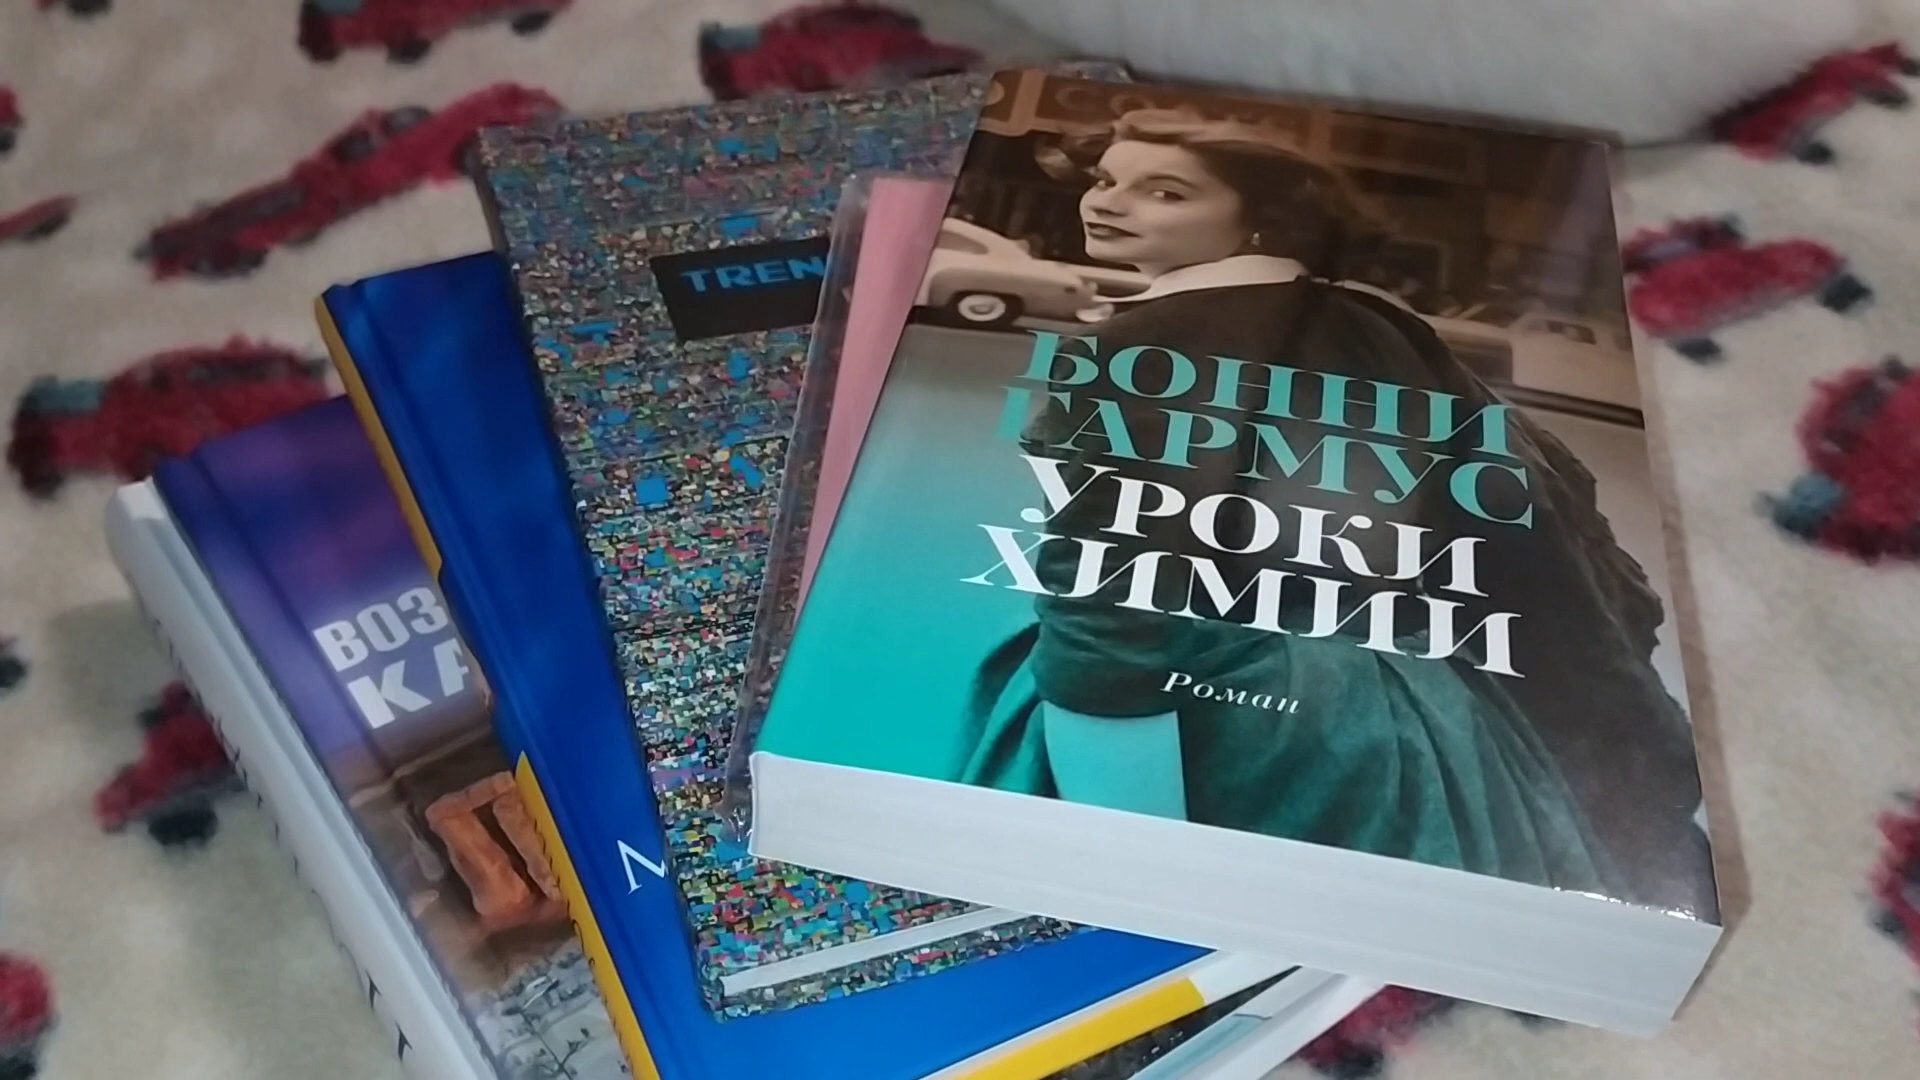 БОННИ
ГАРМУС
УРОКИ
ХИМИИ
Роман
TREN
ВОЗ
КА
М